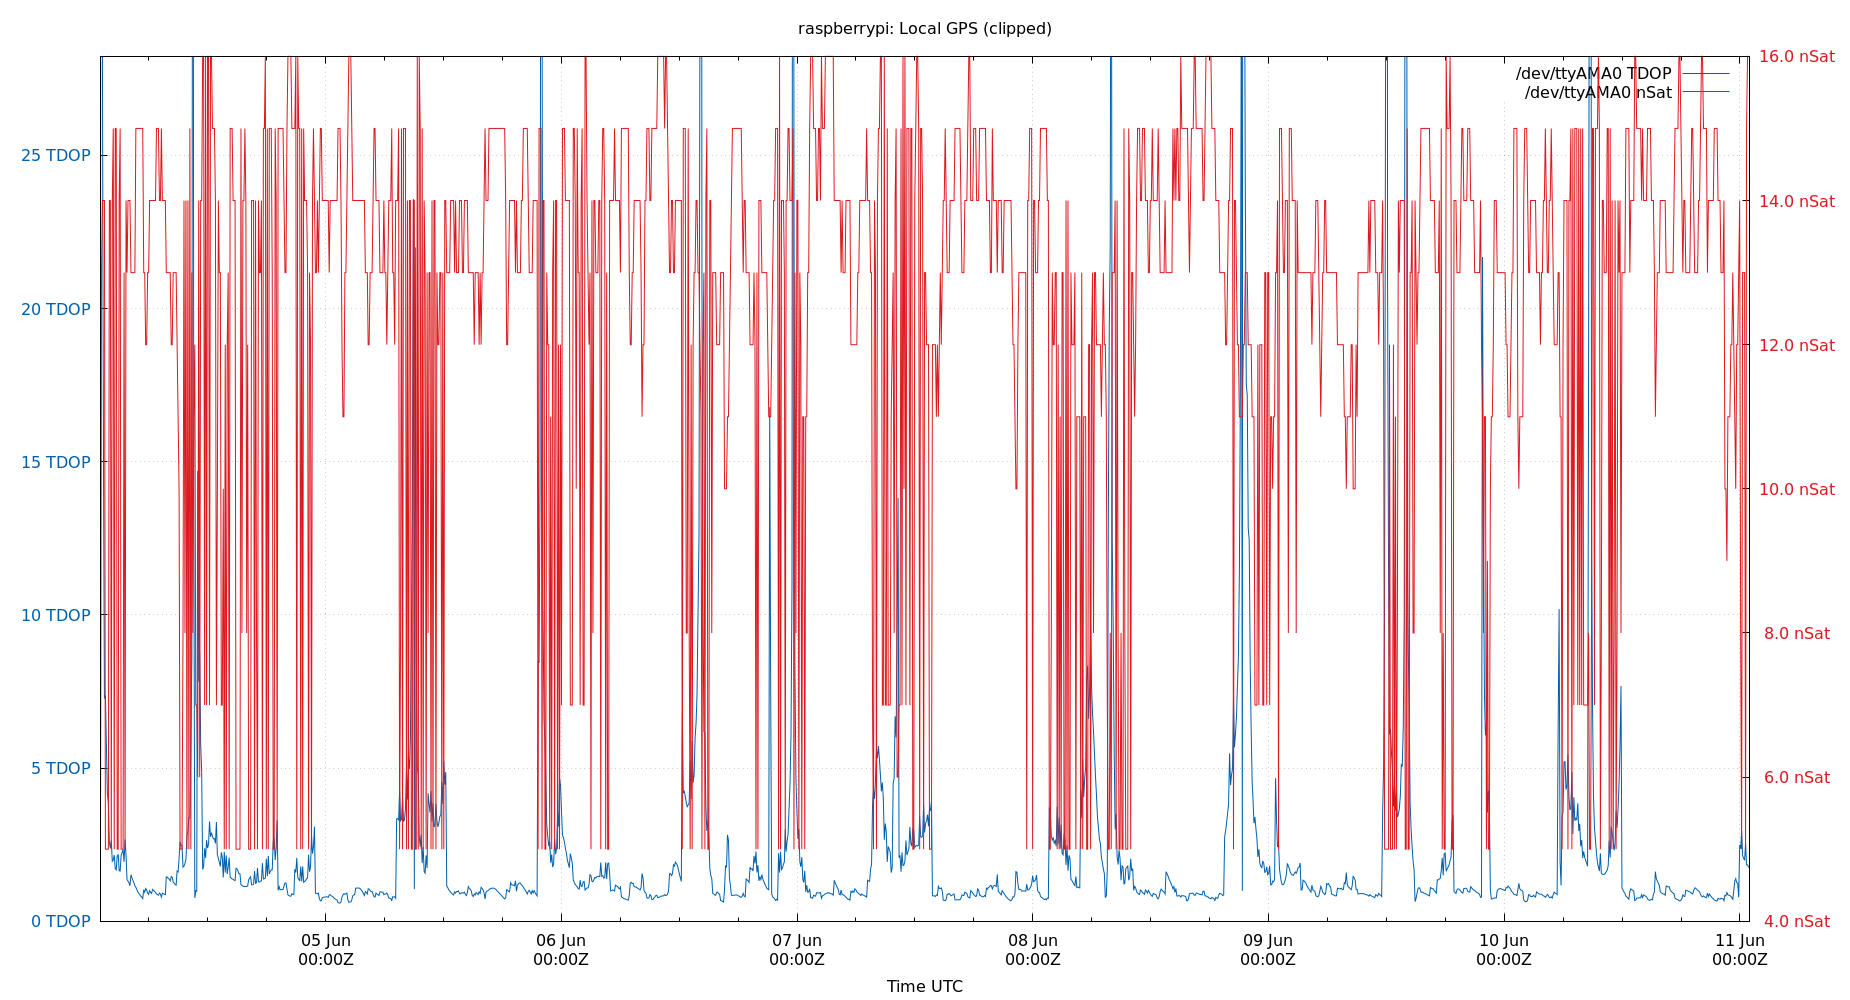 raspberrypi: Local GPS (clipped)
/dev/ttyAMA0 TDOP
/dev/ttyAMA0 nSat
25 TDOP
20 TDOP
15 TDOP
10 TDOP
5 TDOP
0 TDOP
16.0 nSat
14.0 nSat
12.0 nSat
10.0 nSat
8.0 nSat
6.0 nSat
4.0 nSat
05 Jun
00:00Z
06 Jun
00:00Z
07 Jun
00:00Z
08 Jun
00:00Z
09 Jun
00:00Z
10 Jun
00:00Z
11 Jun
00:00Z
Time UTC